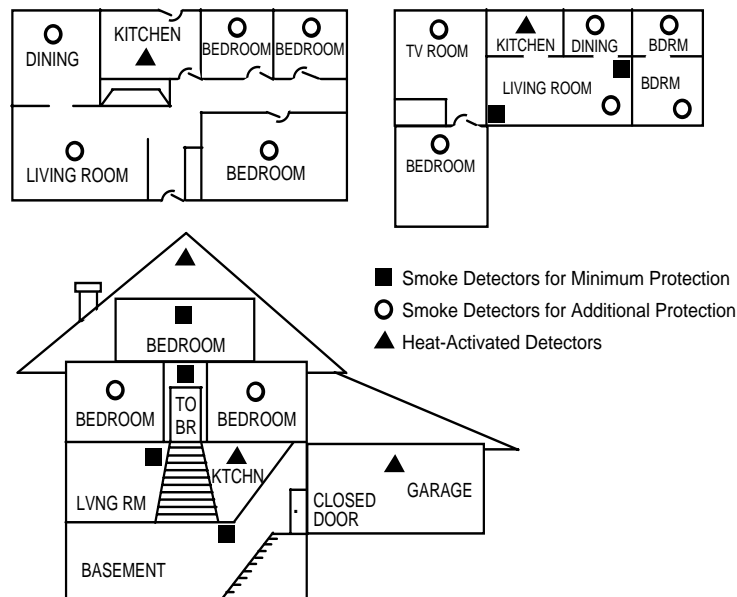 DINING
KITCHEN
BEDROOM
BEDROOM
LIVING ROOM
BEDROOM
TV ROOM
KITCHEN
DINING
BDRM
LIVING ROOM
BDRM
BEDROOM
Smoke Detectors for Minimum Protection
Smoke Detectors for Additional Protection
Heat-Activated Detectors
BEDROOM
BEDROOM
TO
BR
BEDROOM
LVNG RM
KTCHN
CLOSED
DOOR
GARAGE
BASEMENT